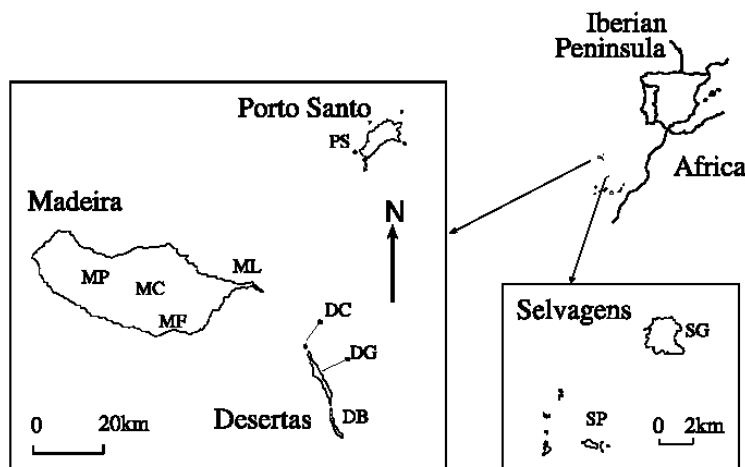 Iberian
Peninsula
Africa
Porto Santo
PS
Madeira
N
MP
MC
ML
MF
DC
DG
DB
Desertas
0 20km
Selvagens
SG
SP
0 2km